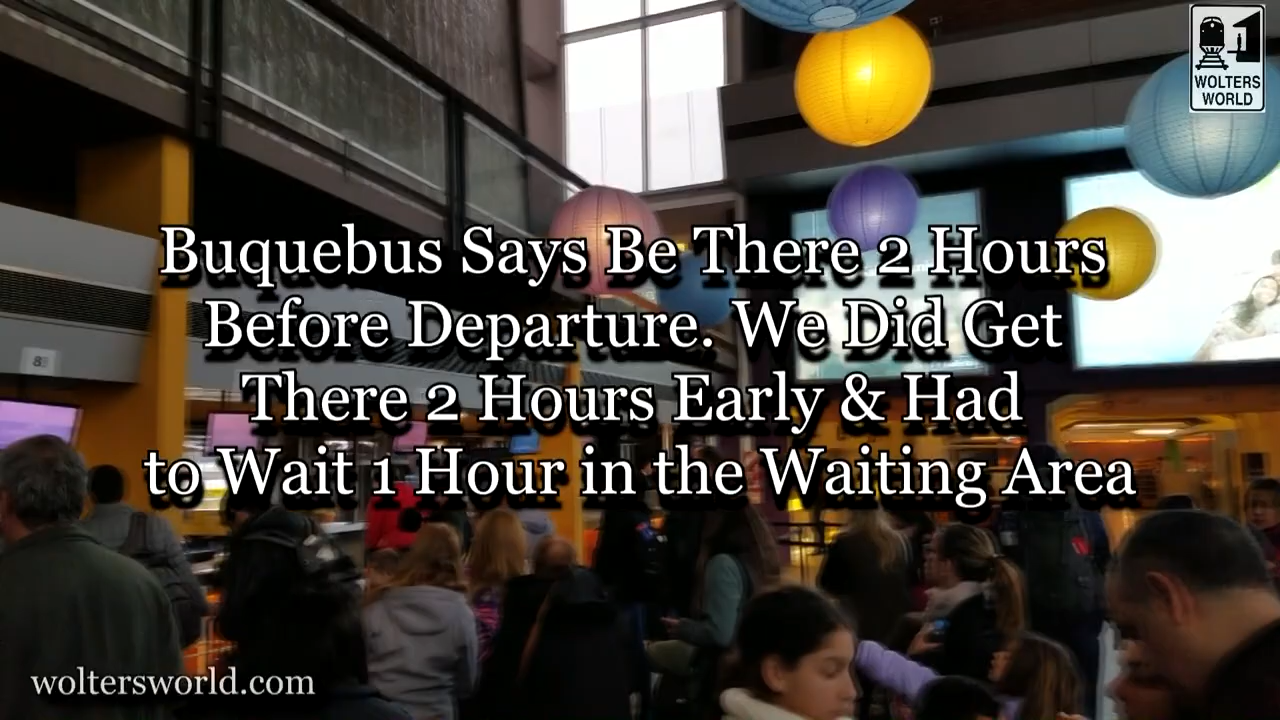 WOLTERS
WORLD
Buquebus Says Be There 2 Hours
Before Departure. We Did Get
There 2 Hours Early & Had
to Wait 1 Hour in the Waiting Area
8
woltersworld.com